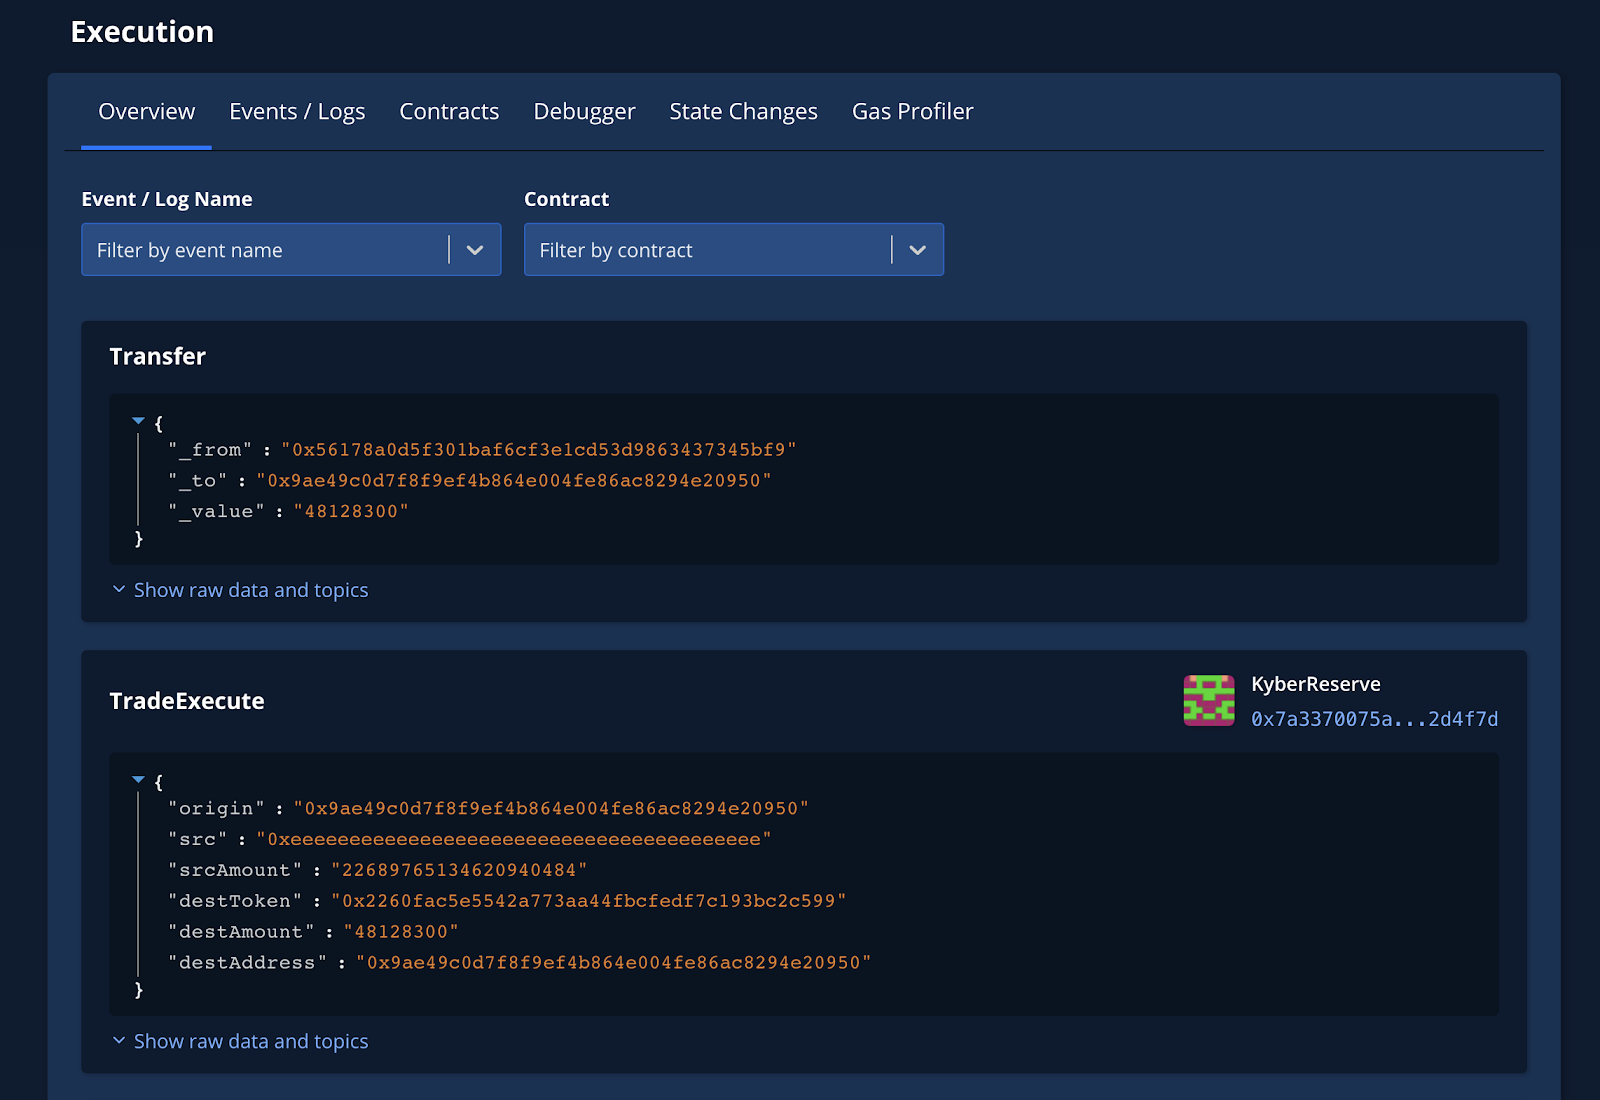 Execution
Overview Events / Logs Contracts Debugger State Changes Gas Profiler
Event / Log Name Contract
Filter by event name Filter by contract
Transfer
{
"_from" : "0x56178a0d5f301baf6cf3e1cd53d9863437345bf9"
"_to" : "0x9ae49c0d7f8f9ef4b864e004fe86ac8294e20950"
"_value" : "48128300"
}
Show raw data and topics
TradeExecute
KyberReserve
0x7a3370075a...2d4f7d
{
"origin" : "0x9ae49c0d7f8f9ef4b864e004fe86ac8294e20950"
"src" : "0xeeeeeeeeeeeeeeeeeeeeeeeeeeeeeeeeeeeeeeee"
"srcAmount" : "22689765134620940484"
"destToken" : "0x2260fac5e5542a773aa44fbcfedf7c193bc2c599"
"destAmount" : "48128300"
"destAddress" : "0x9ae49c0d7f8f9ef4b864e004fe86ac8294e20950"
}
Show raw data and topics